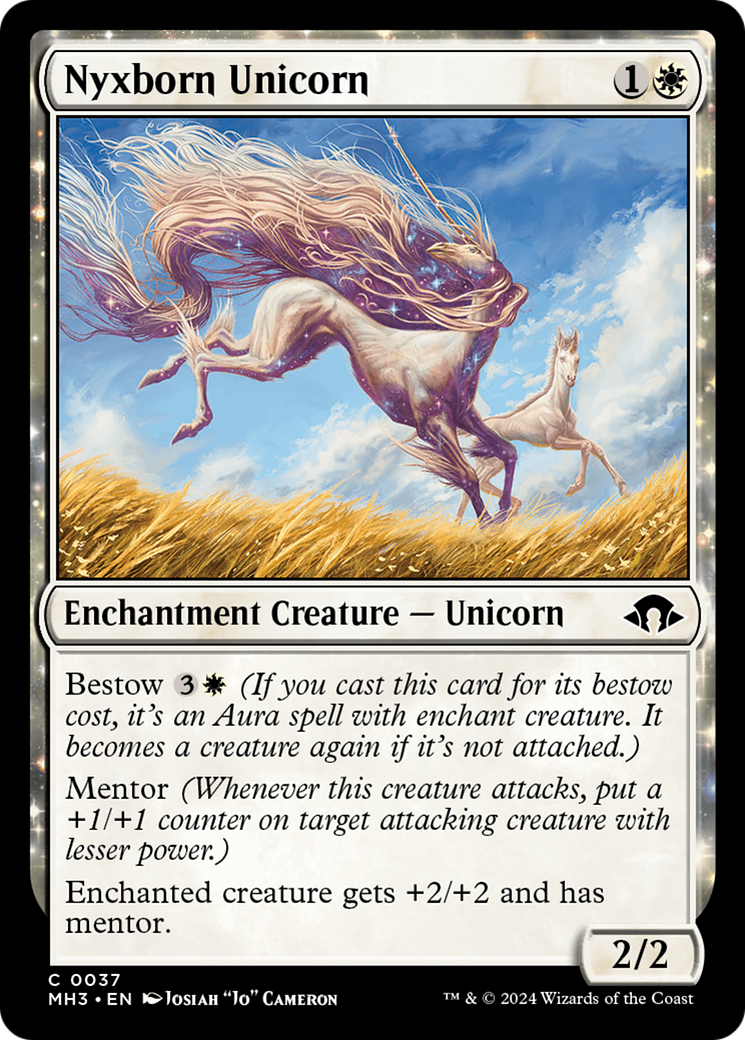 Nyxborn Unicorn 1
Enchantment Creature — Unicorn
Bestow 3 (If you cast this card for its bestow
cost, it's an Aura spell with enchant creature. It
becomes a creature again if it's not attached.)
Mentor (Whenever this creature attacks, put a
+1/+1 counter on target attacking creature with
lesser power.)
Enchanted creature gets +2/+2 and has
mentor.
2/2
C 0037
MH3 • EN Josiah "Jo" Cameron ™ & © 2024 Wizards of the Coast